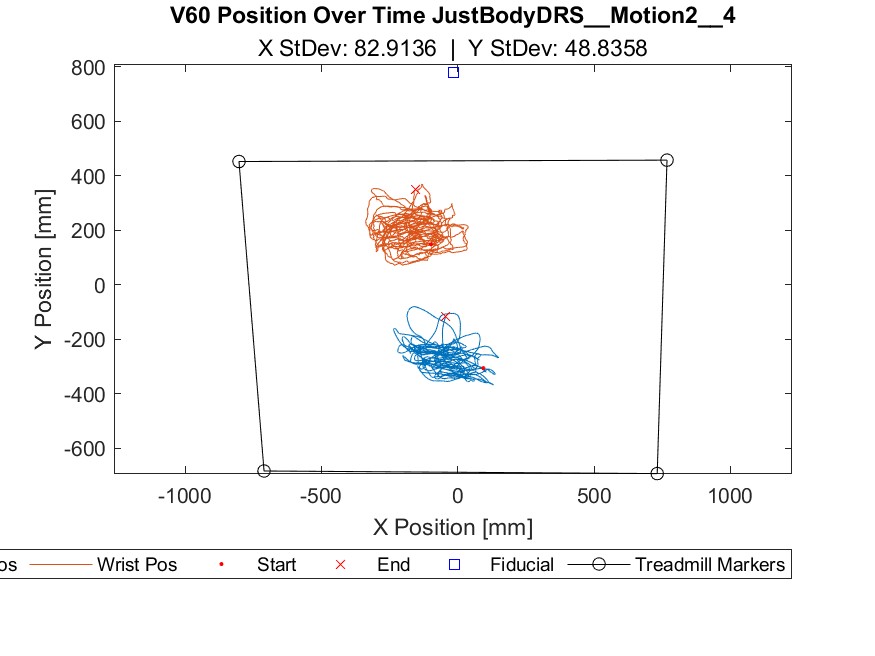 V60 Position Over Time JustBodyDRS__Motion2__4
X StDev: 82.9136 | Y StDev: 48.8358
800
600
400
200
0
-200
-400
-600
Y Position [mm]
-1000 -500 0 500 1000
X Position [mm]
os Wrist Pos Start End Fiducial Treadmill Markers